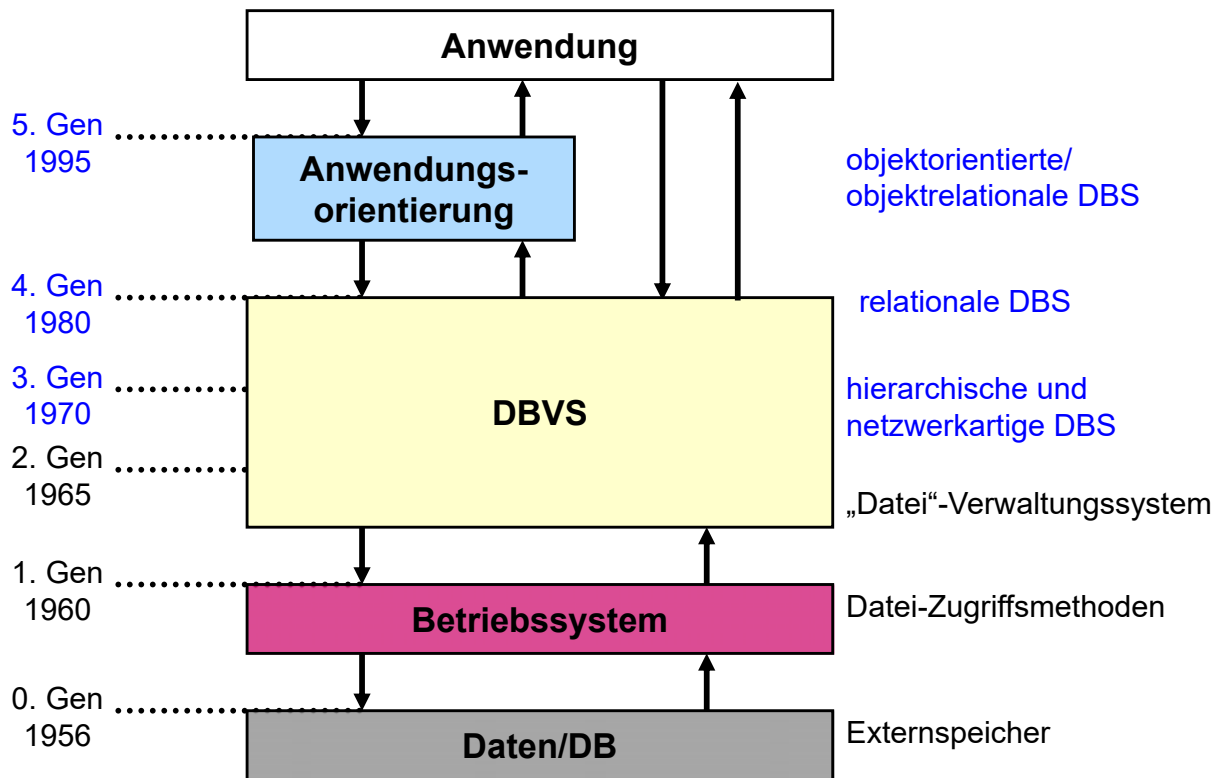 Anwendung
5. Gen
1995
Anwendungs-
orientierung
objektorientierte/
objektrelationale DBS
4. Gen
1980
relationale DBS
3. Gen
1970
DBVS
hierarchische und
netzwerkartige DBS
2. Gen
1965
„Datei“-Verwaltungssystem
1. Gen
1960
Betriebssystem
Datei-Zugriffsmethoden
0. Gen
1956
Daten/DB
Externspeicher